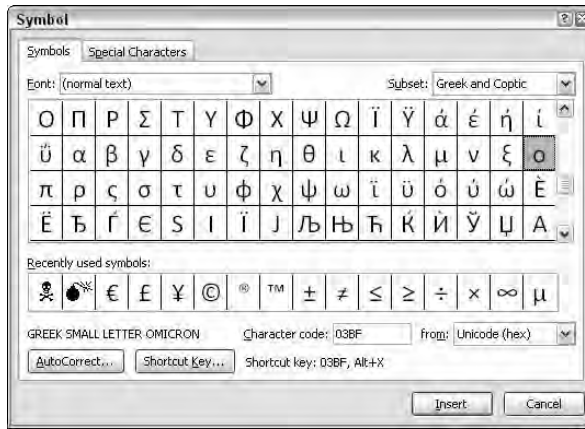 Symbol
Symbols Special Characters
Font: (normal text) Subset: Greek and Coptic
Ο Π Ρ Σ Τ Υ Φ Χ Ψ Ω Ϊ Ϋ ά έ ή ί
ΰ α β γ δ ε ζ η θ ι κ λ μ ν ξ ο
π ρ ς σ τ υ φ χ ψ ω ϊ ϋ ό ύ ώ Ѐ
Ё Ђ Ѓ Є Ѕ І Ї Ј Љ Њ Ћ Ќ Ѝ Ў Џ А
Recently used symbols:
☠ 💣 € £ ¥ © ® ™ ± ≠ ≤ ≥ ÷ × ∞ µ
GREEK SMALL LETTER OMICRON Character code: 03BF from: Unicode (hex)
AutoCorrect... Shortcut Key... Shortcut key: 03BF, Alt+X
Insert Cancel